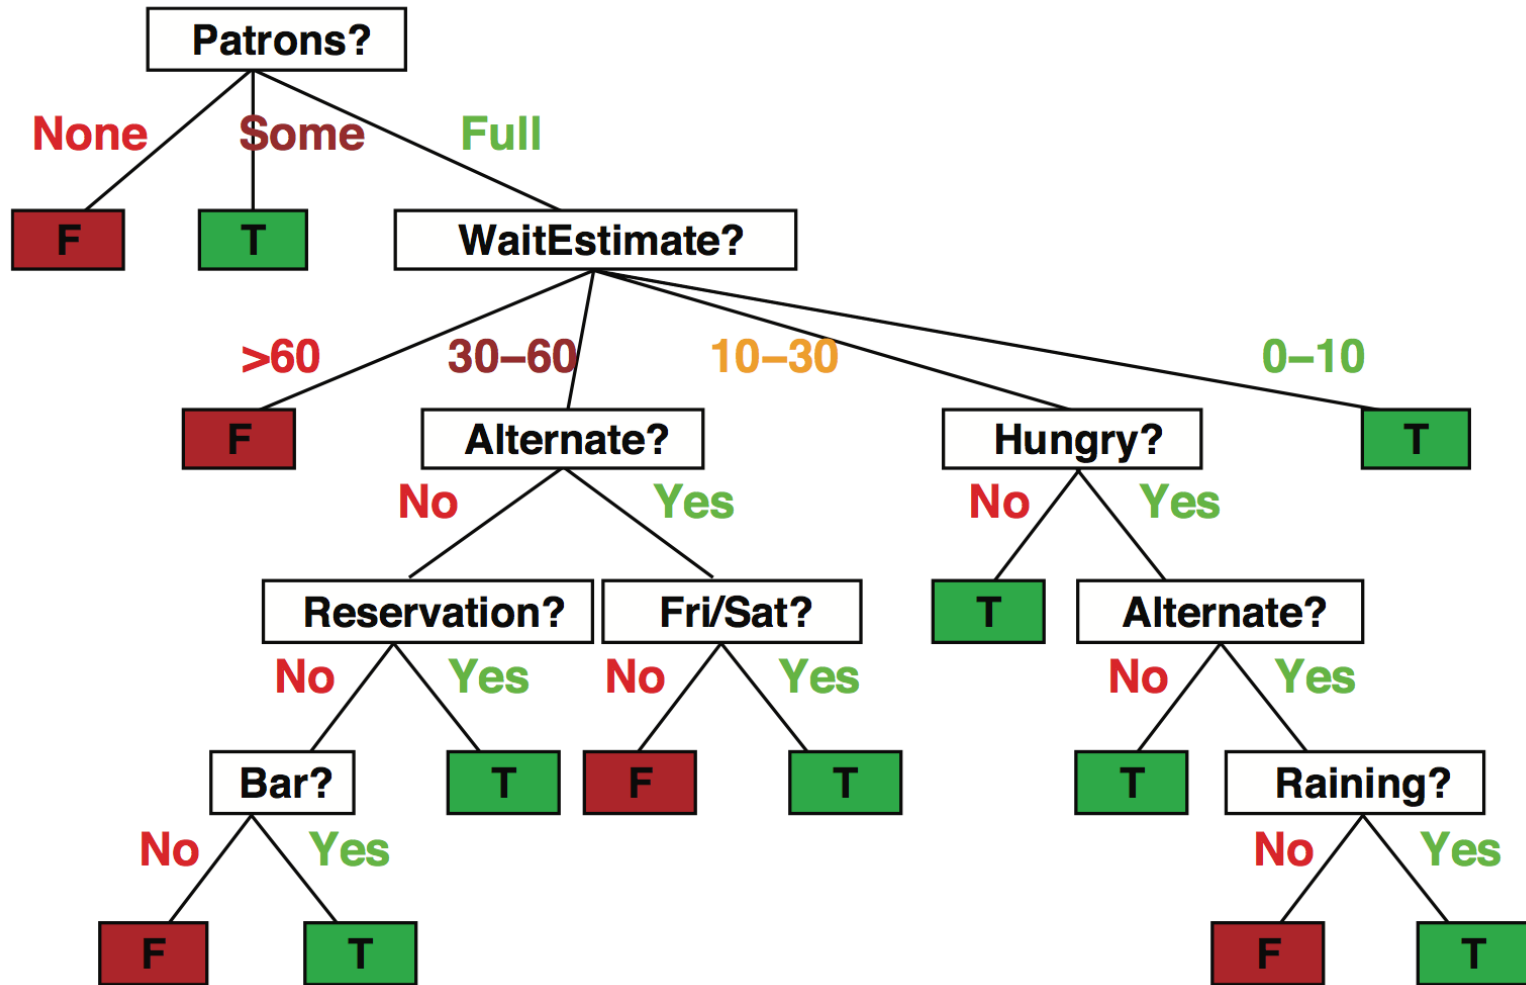 Patrons?
None Some Full
F T WaitEstimate?
>60 30–60 10–30 0–10
F Alternate? Hungry? T
No Yes No Yes
Reservation? Fri/Sat? T Alternate?
No Yes No Yes No Yes
Bar? T F T T Raining?
No Yes No Yes
F T F T